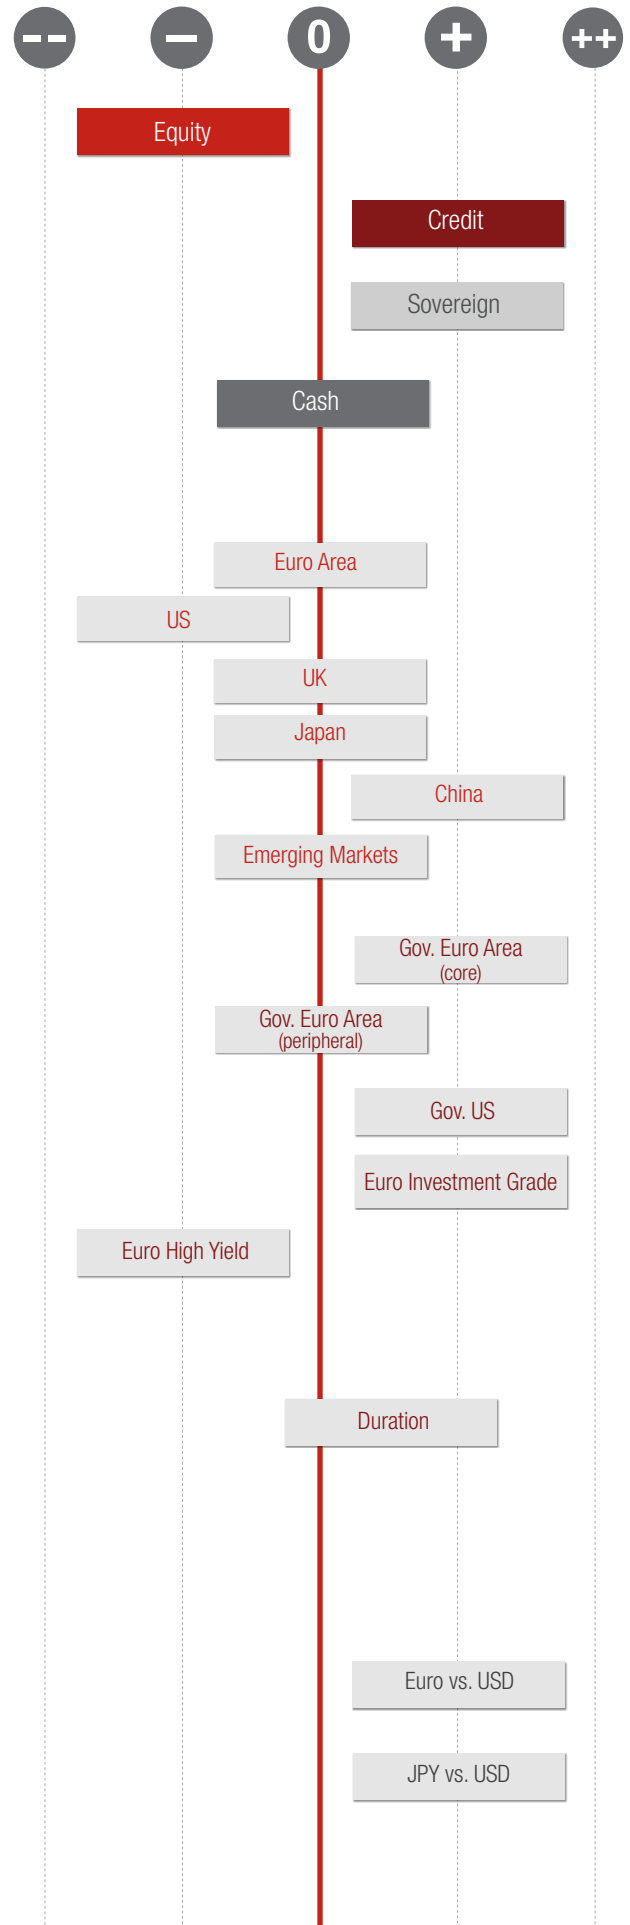 -- - 0 + ++
Equity
Credit
Sovereign
Cash
Euro Area
US
UK
Japan
China
Emerging Markets
Gov. Euro Area
(core)
Gov. Euro Area
(peripheral)
Gov. US
Euro Investment Grade
Euro High Yield
Duration
Euro vs. USD
JPY vs. USD